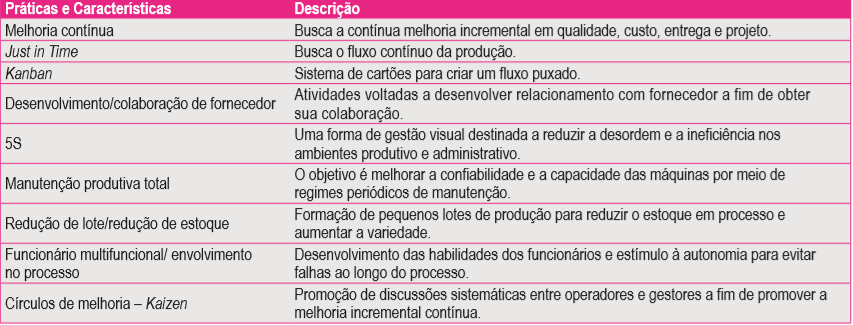 Práticas e Características Descrição
Melhoria contínua Busca a contínua melhoria incremental em qualidade, custo, entrega e projeto.
Just in Time Busca o fluxo contínuo da produção.
Kanban Sistema de cartões para criar um fluxo puxado.
Desenvolvimento/colaboração de fornecedor Atividades voltadas a desenvolver relacionamento com fornecedor a fim de obter
sua colaboração.
5S Uma forma de gestão visual destinada a reduzir a desordem e a ineficiência nos
ambientes produtivo e administrativo.
Manutenção produtiva total O objetivo é melhorar a confiabilidade e a capacidade das máquinas por meio de
regimes periódicos de manutenção.
Redução de lote/redução de estoque Formação de pequenos lotes de produção para reduzir o estoque em processo e
aumentar a variedade.
Funcionário multifuncional/ envolvimento Desenvolvimento das habilidades dos funcionários e estímulo à autonomia para evitar
no processo falhas ao longo do processo.
Círculos de melhoria – Kaizen Promoção de discussões sistemáticas entre operadores e gestores a fim de promover a
melhoria incremental contínua.